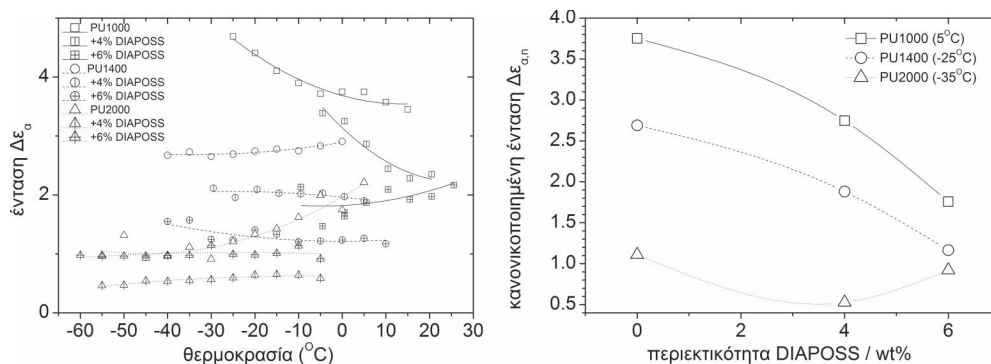 PU1000
+4% DIAPOSS
+6% DIAPOSS
PU1400
+4% DIAPOSS
+6% DIAPOSS
PU2000
+4% DIAPOSS
+6% DIAPOSS
4
2
0
ένταση Δεα
-60 -50 -40 -30 -20 -10 0 10 20 30
θερμοκρασία (°C)
PU1000 (5°C)
PU1400 (-25°C)
PU2000 (-35°C)
4.0
3.5
3.0
2.5
2.0
1.5
1.0
0.5
κανονικοποιημένη ένταση Δεα,n
0 2 4 6
περιεκτικότητα DIAPOSS / wt%